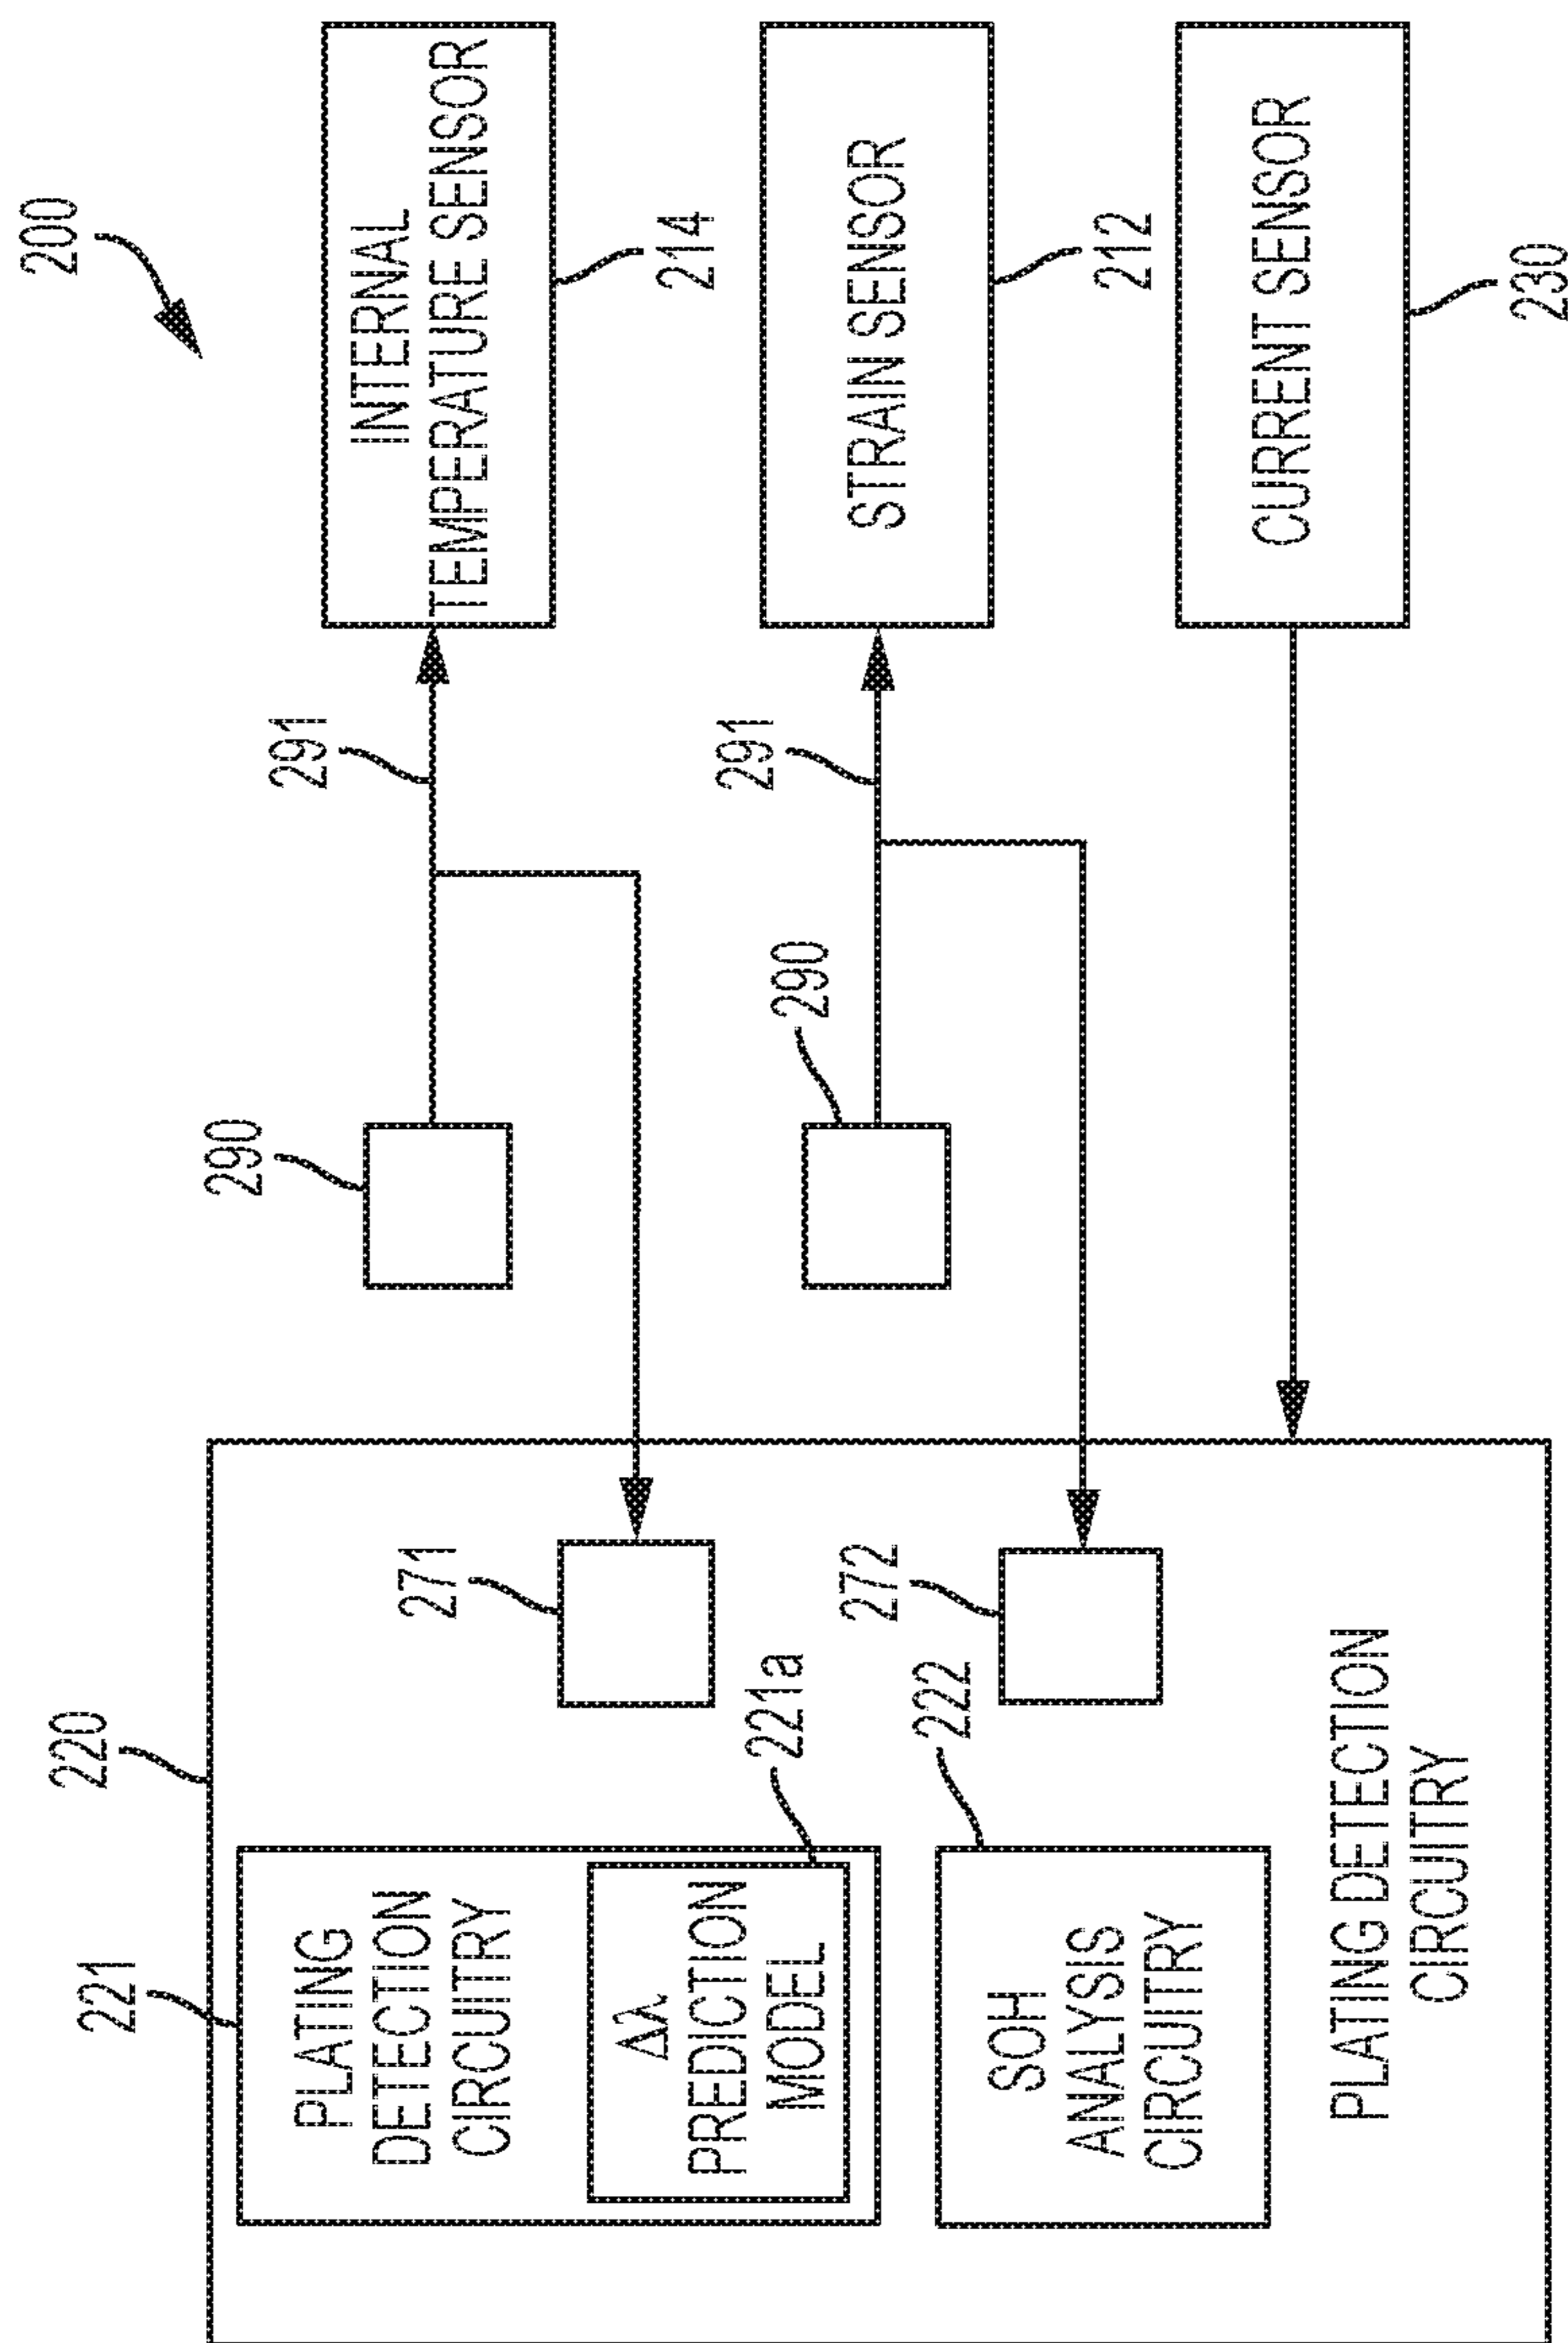 200
220
221
PLATING
DETECTION
CIRCUITRY
Δλ
PREDICTION
MODEL
221a
271
290
291
INTERNAL
TEMPERATURE SENSOR
214
222
SOH
ANALYSIS
CIRCUITRY
272
290
291
STRAIN SENSOR
212
PLATING DETECTION
CIRCUITRY
CURRENT SENSOR
230